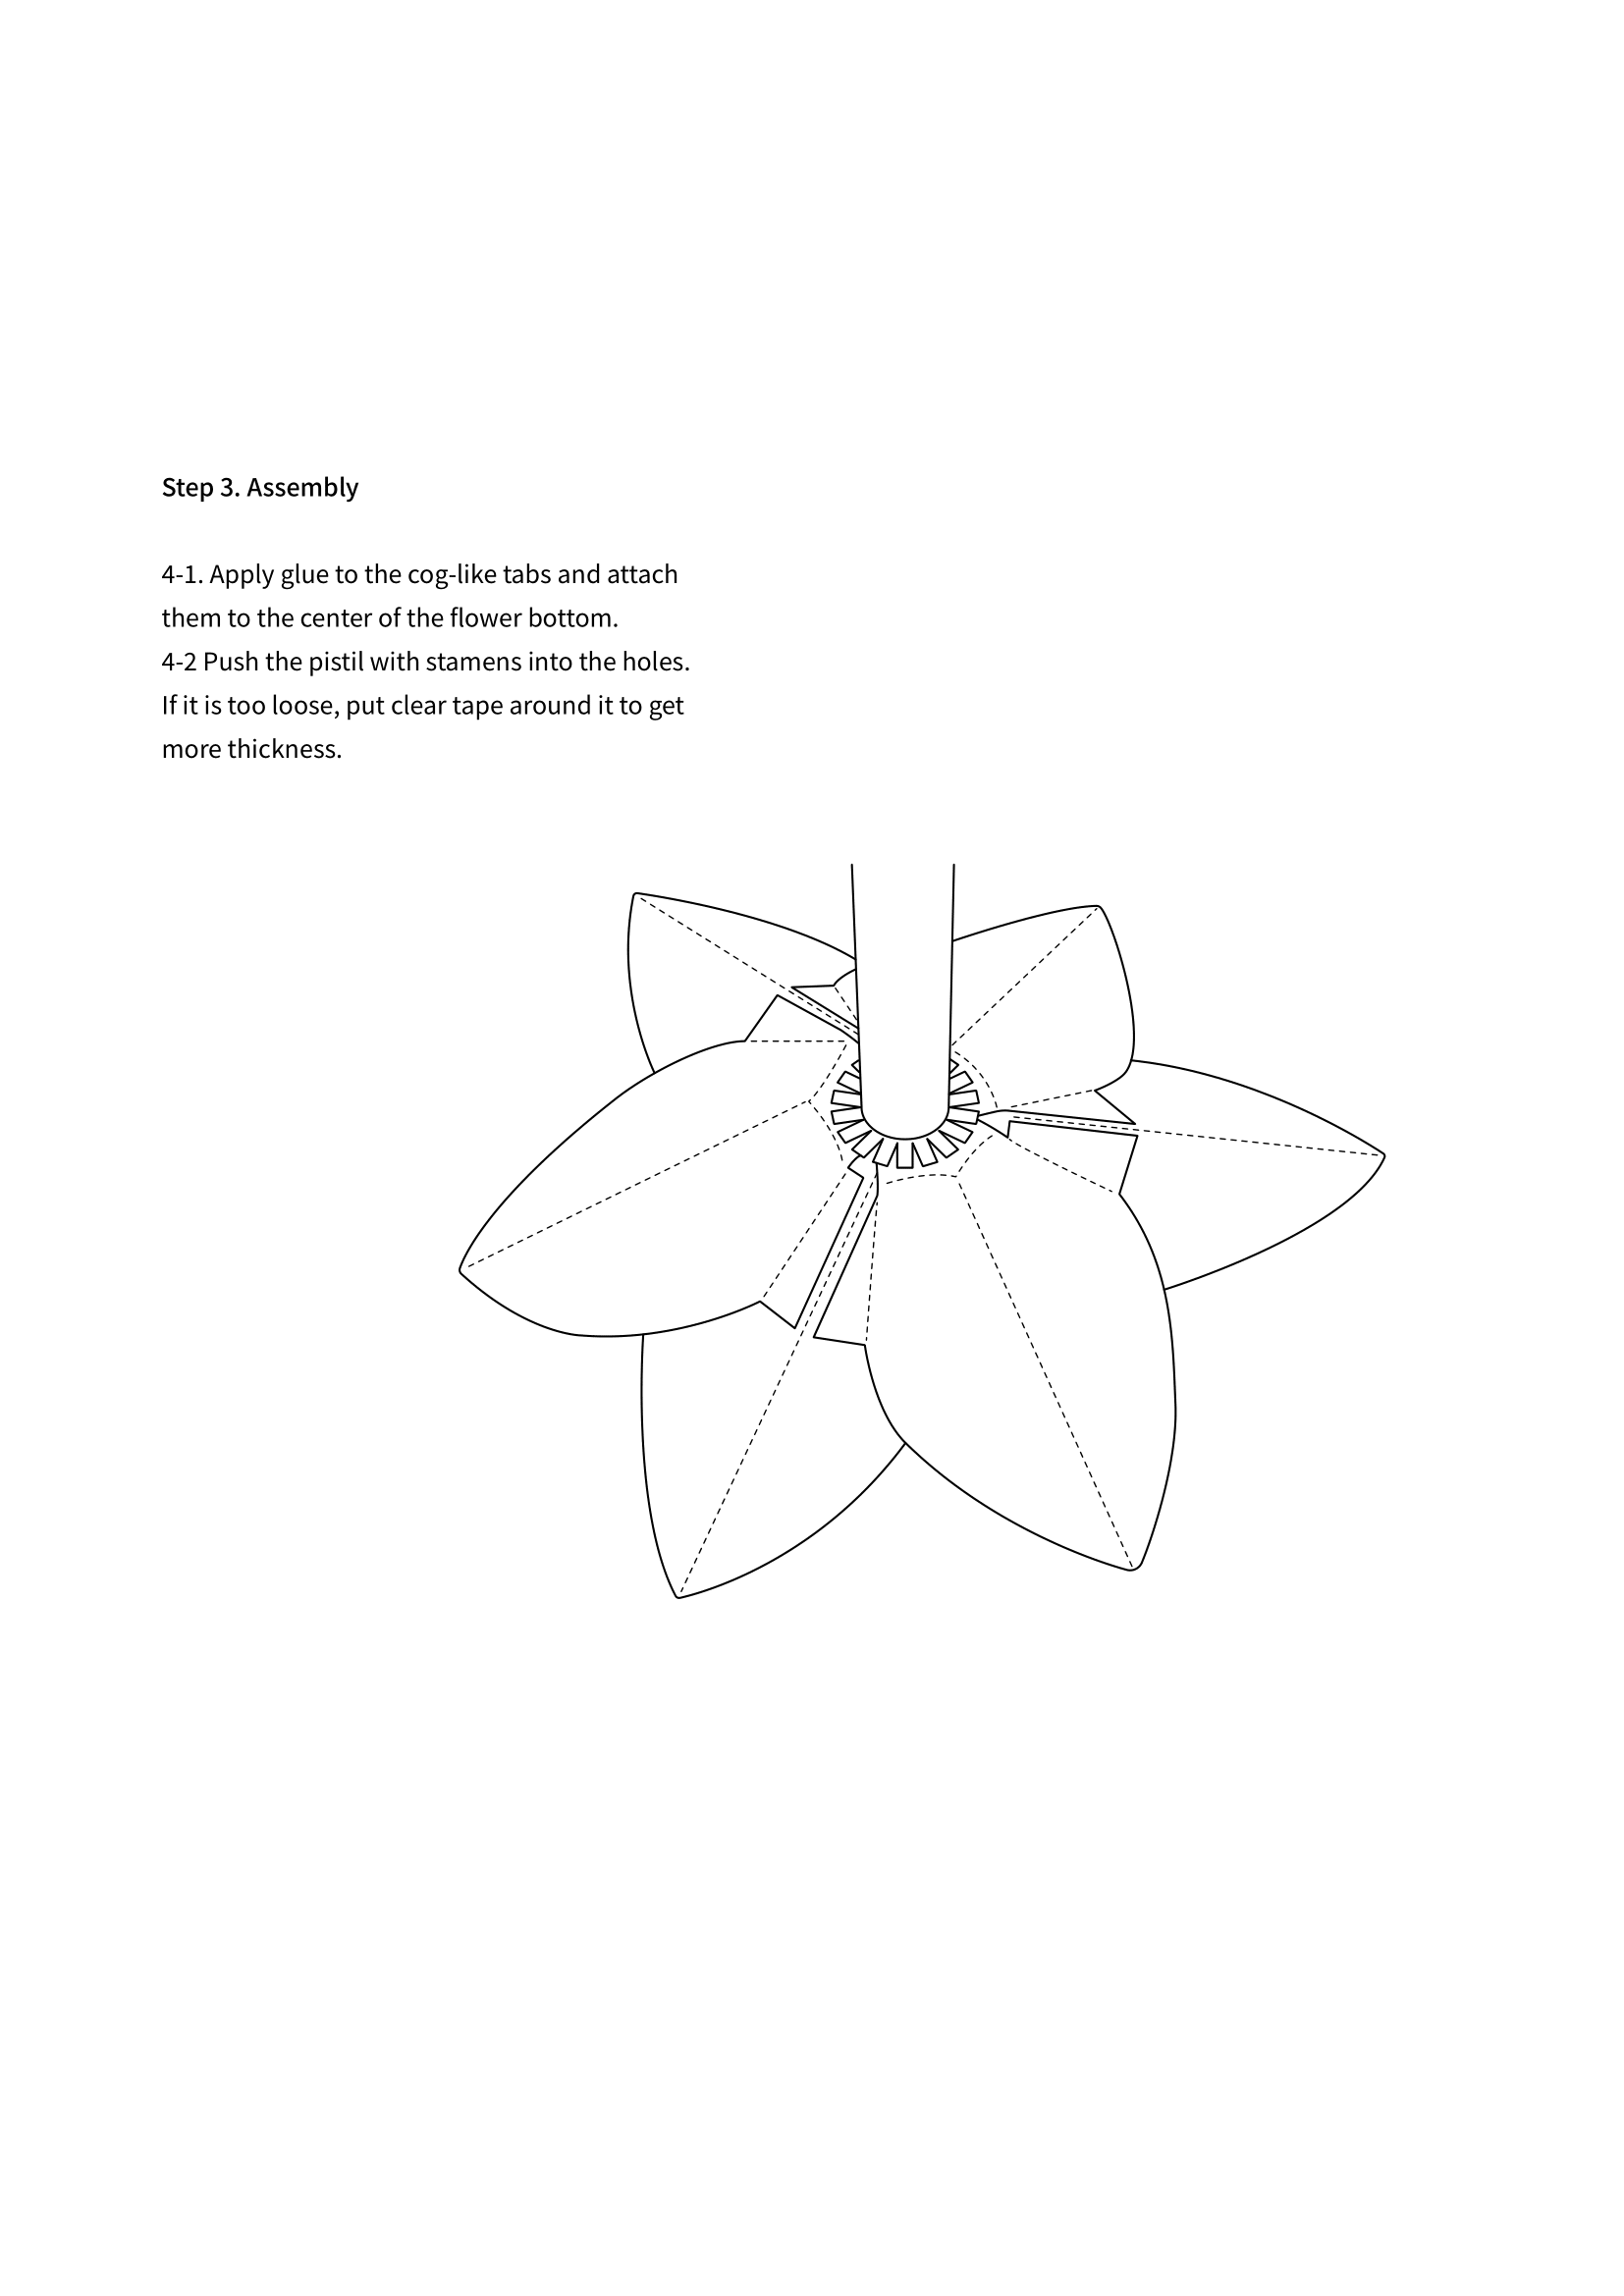 Step 3. Assembly
4-1. Apply glue to the cog-like tabs and attach
them to the center of the flower bottom.
4-2 Push the pistil with stamens into the holes.
If it is too loose, put clear tape around it to get
more thickness.